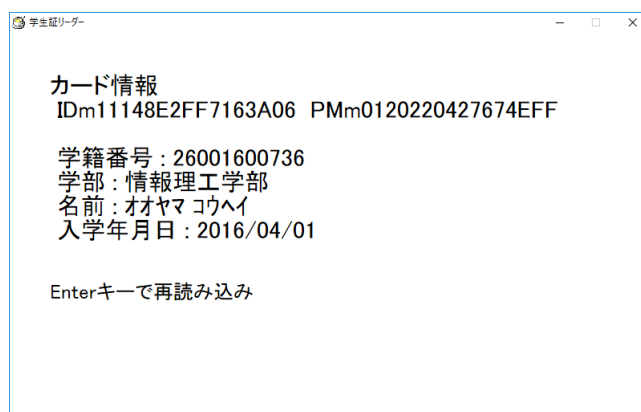 学生証リーダー
カード情報
IDm11148E2FF7163A06 PMm0120220427674EFF
学籍番号 : 26001600736
学部 : 情報理工学部
名前 : オオヤマ コウヘイ
入学年月日 : 2016/04/01
Enterキーで再読み込み